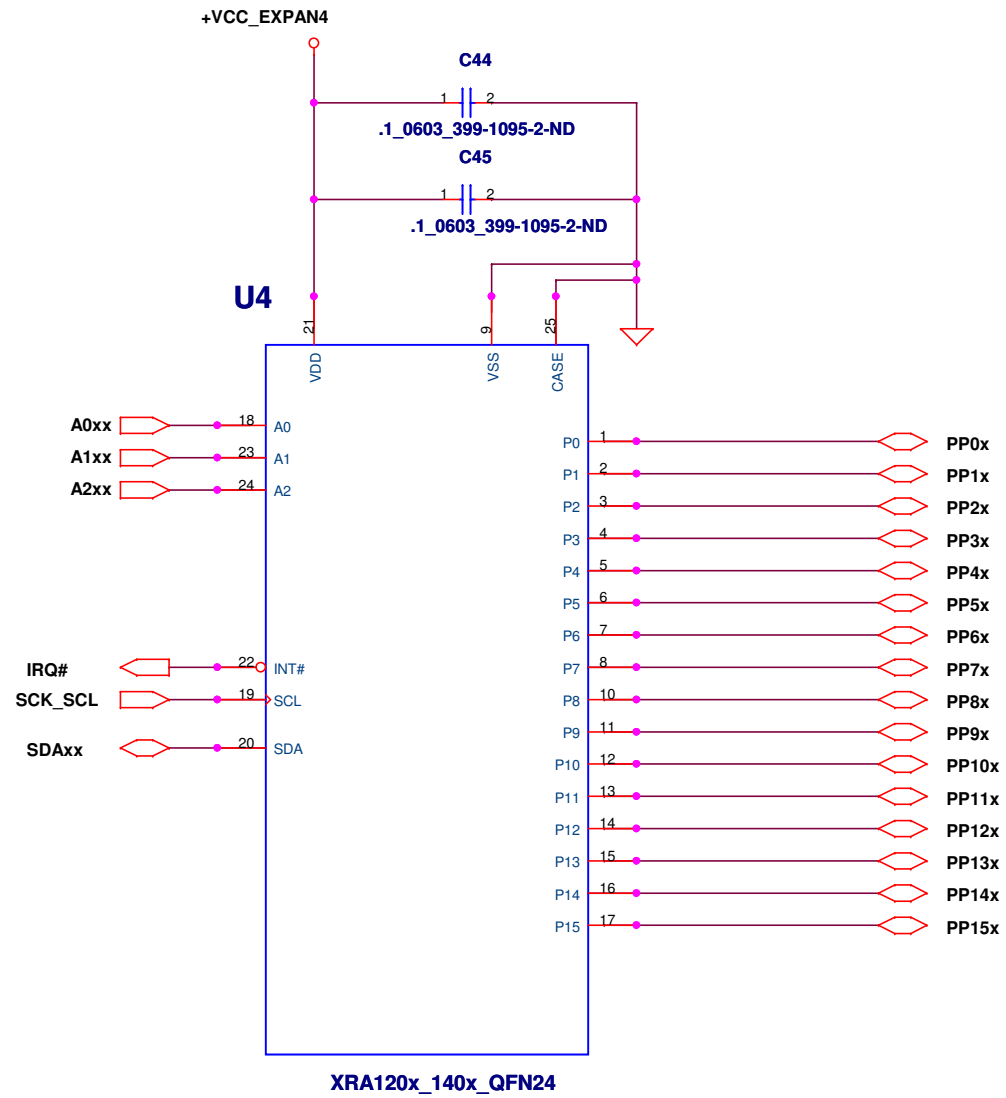 +VCC_EXPAN4
C44
1 2
.1_0603_399-1095-2-ND
C45
1 2
.1_0603_399-1095-2-ND
U4
21 9 25
VDD VSS CASE
A0xx 18 A0
A1xx 23 A1
A2xx 24 A2
P0 1 PP0x
P1 2 PP1x
P2 3 PP2x
P3 4 PP3x
P4 5 PP4x
P5 6 PP5x
P6 7 PP6x
IRQ# 22 INT# P7 8 PP7x
SCK_SCL 19 SCL P8 10 PP8x
P9 11 PP9x
SDAxx 20 SDA
P10 12 PP10x
P11 13 PP11x
P12 14 PP12x
P13 15 PP13x
P14 16 PP14x
P15 17 PP15x
XRA120x_140x_QFN24